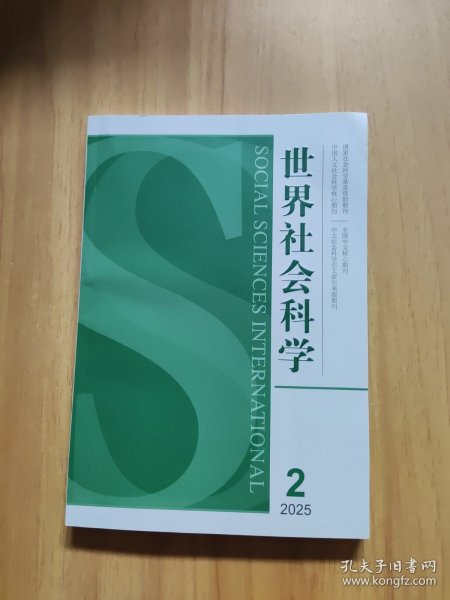 世界社会科学
SOCIAL SCIENCES INTERNATIONAL
国家社会科学基金资助期刊
中国人文社会科学核心期刊
全国中文核心期刊
中文社会科学引文索引来源期刊
2
2025
孔夫子旧书网
www.kongfz.com